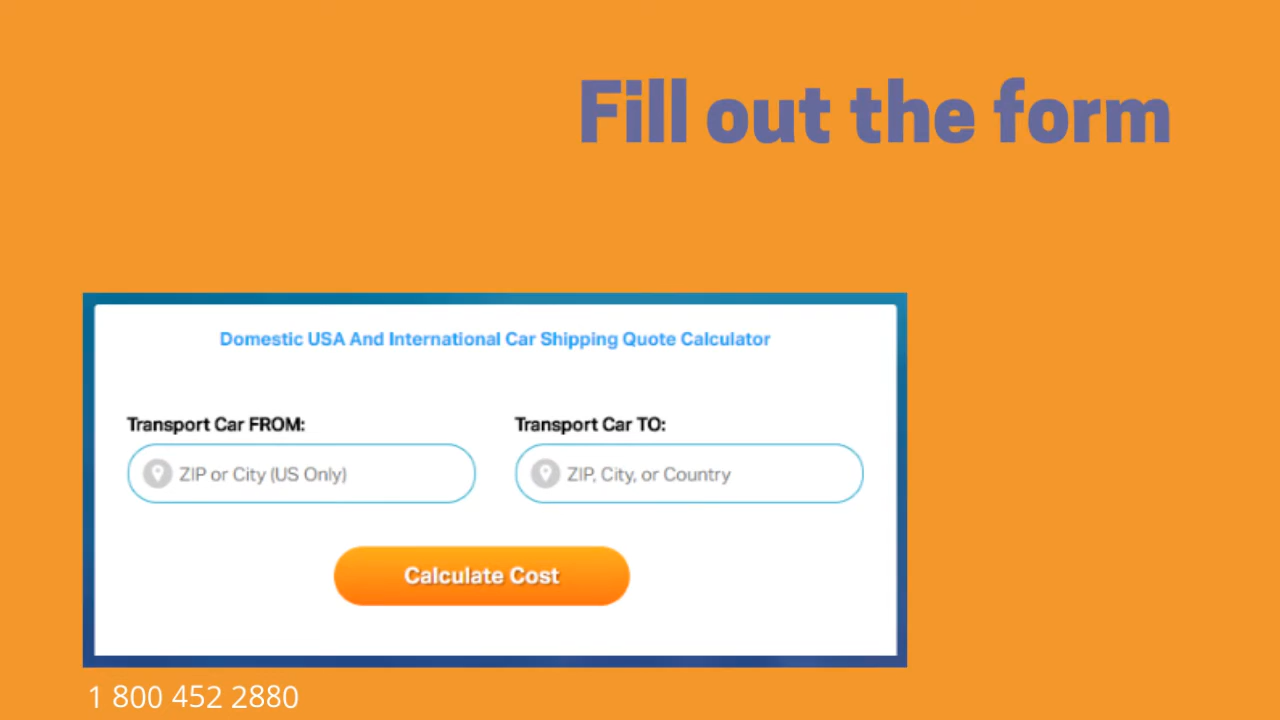 Fill out the form
Domestic USA And International Car Shipping Quote Calculator
Transport Car FROM:
Transport Car TO:
ZIP or City (US Only)
ZIP, City, or Country
Calculate Cost
1 800 452 2880